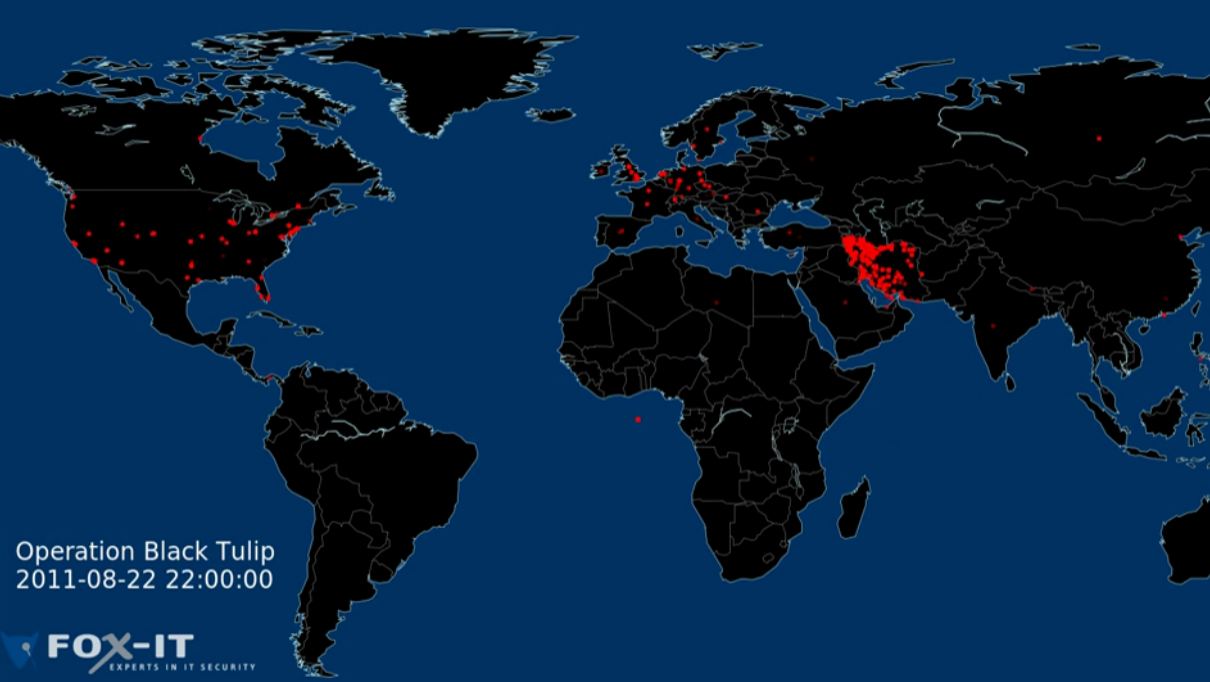 Operation Black Tulip
2011-08-22 22:00:00
FOX-IT
EXPERTS IN IT SECURITY